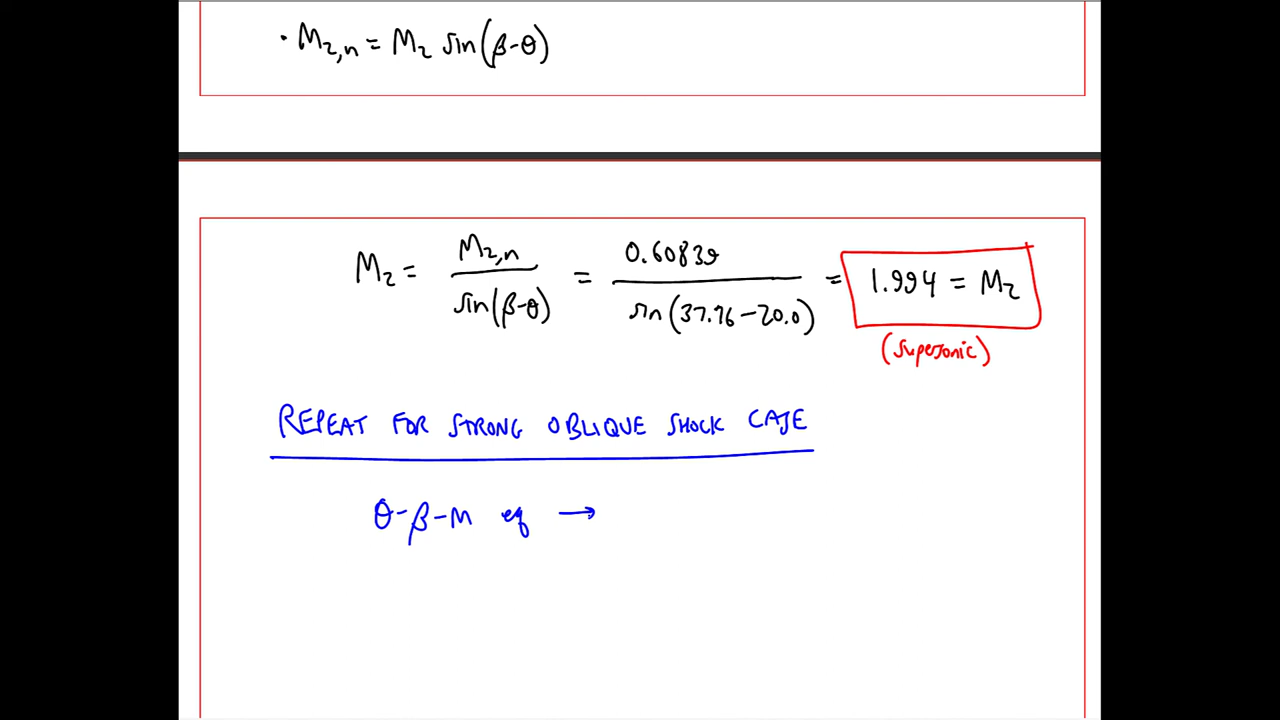 • M₂,ₙ = M₂ sin(β-θ)
M₂ = M₂,ₙ / sin(β-θ) = 0.60839 / sin(37.76-20.0) = 1.994 = M₂
(supersonic)
REPEAT FOR STRONG OBLIQUE SHOCK CASE
θ-β-M eq →